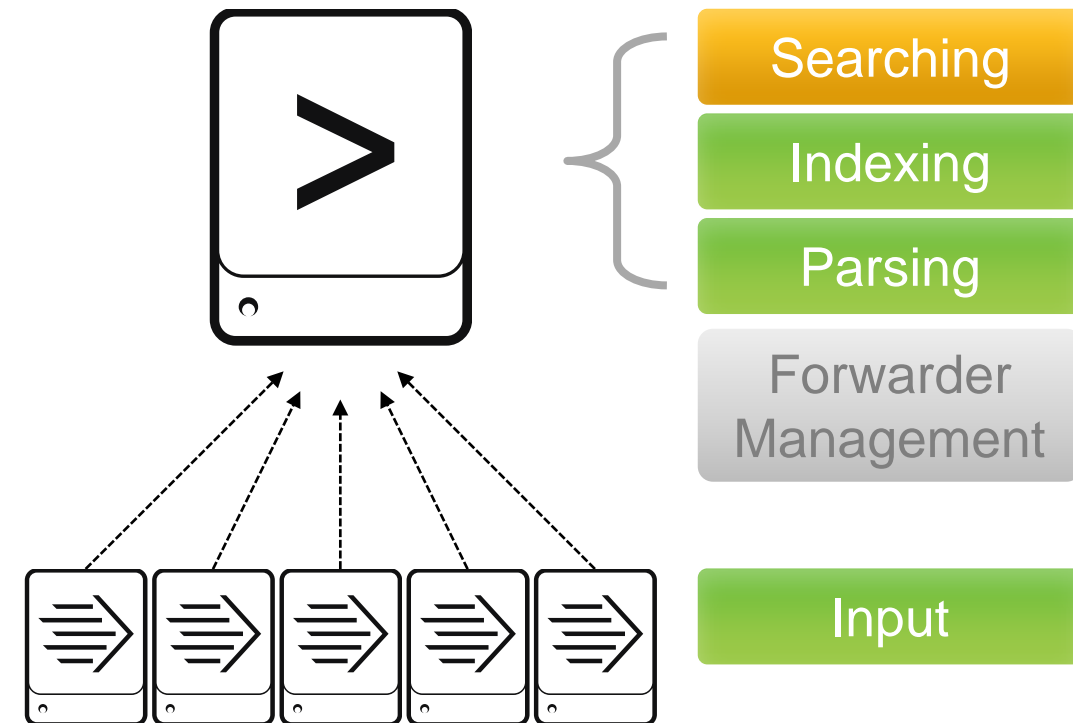 >
Searching
Indexing
Parsing
Forwarder
Management
Input